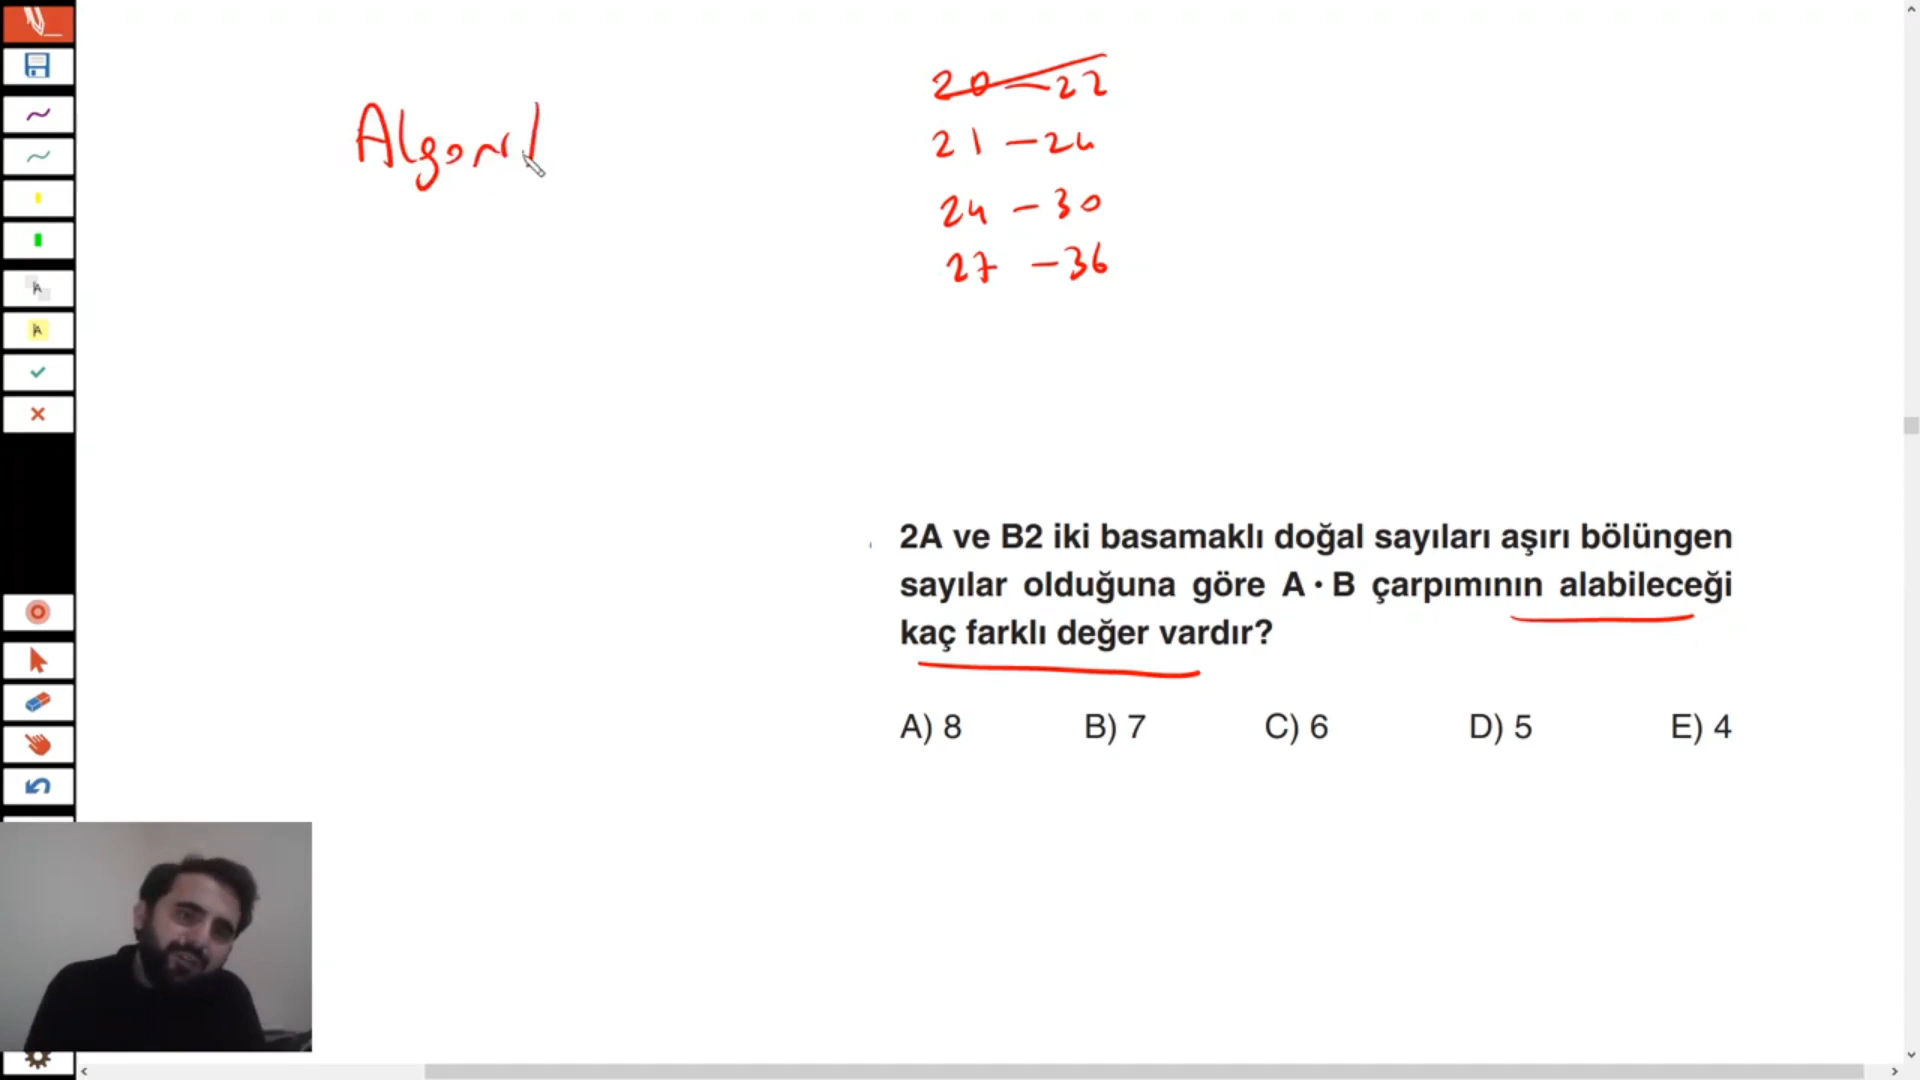 20 – 22
Algorı
21 – 24
24 – 30
27 – 36
2A ve B2 iki basamaklı doğal sayıları aşırı bölüngen
sayılar olduğuna göre A · B çarpımının alabileceği
kaç farklı değer vardır?
A) 8 B) 7 C) 6 D) 5 E) 4